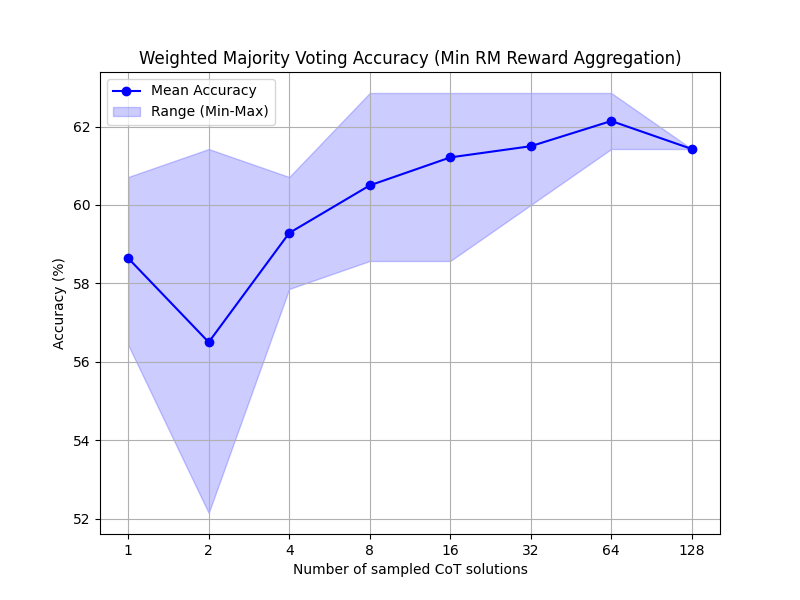 Weighted Majority Voting Accuracy (Min RM Reward Aggregation)
Mean Accuracy
Range (Min-Max)
Accuracy (%)
62
60
58
56
54
52
1 2 4 8 16 32 64 128
Number of sampled CoT solutions